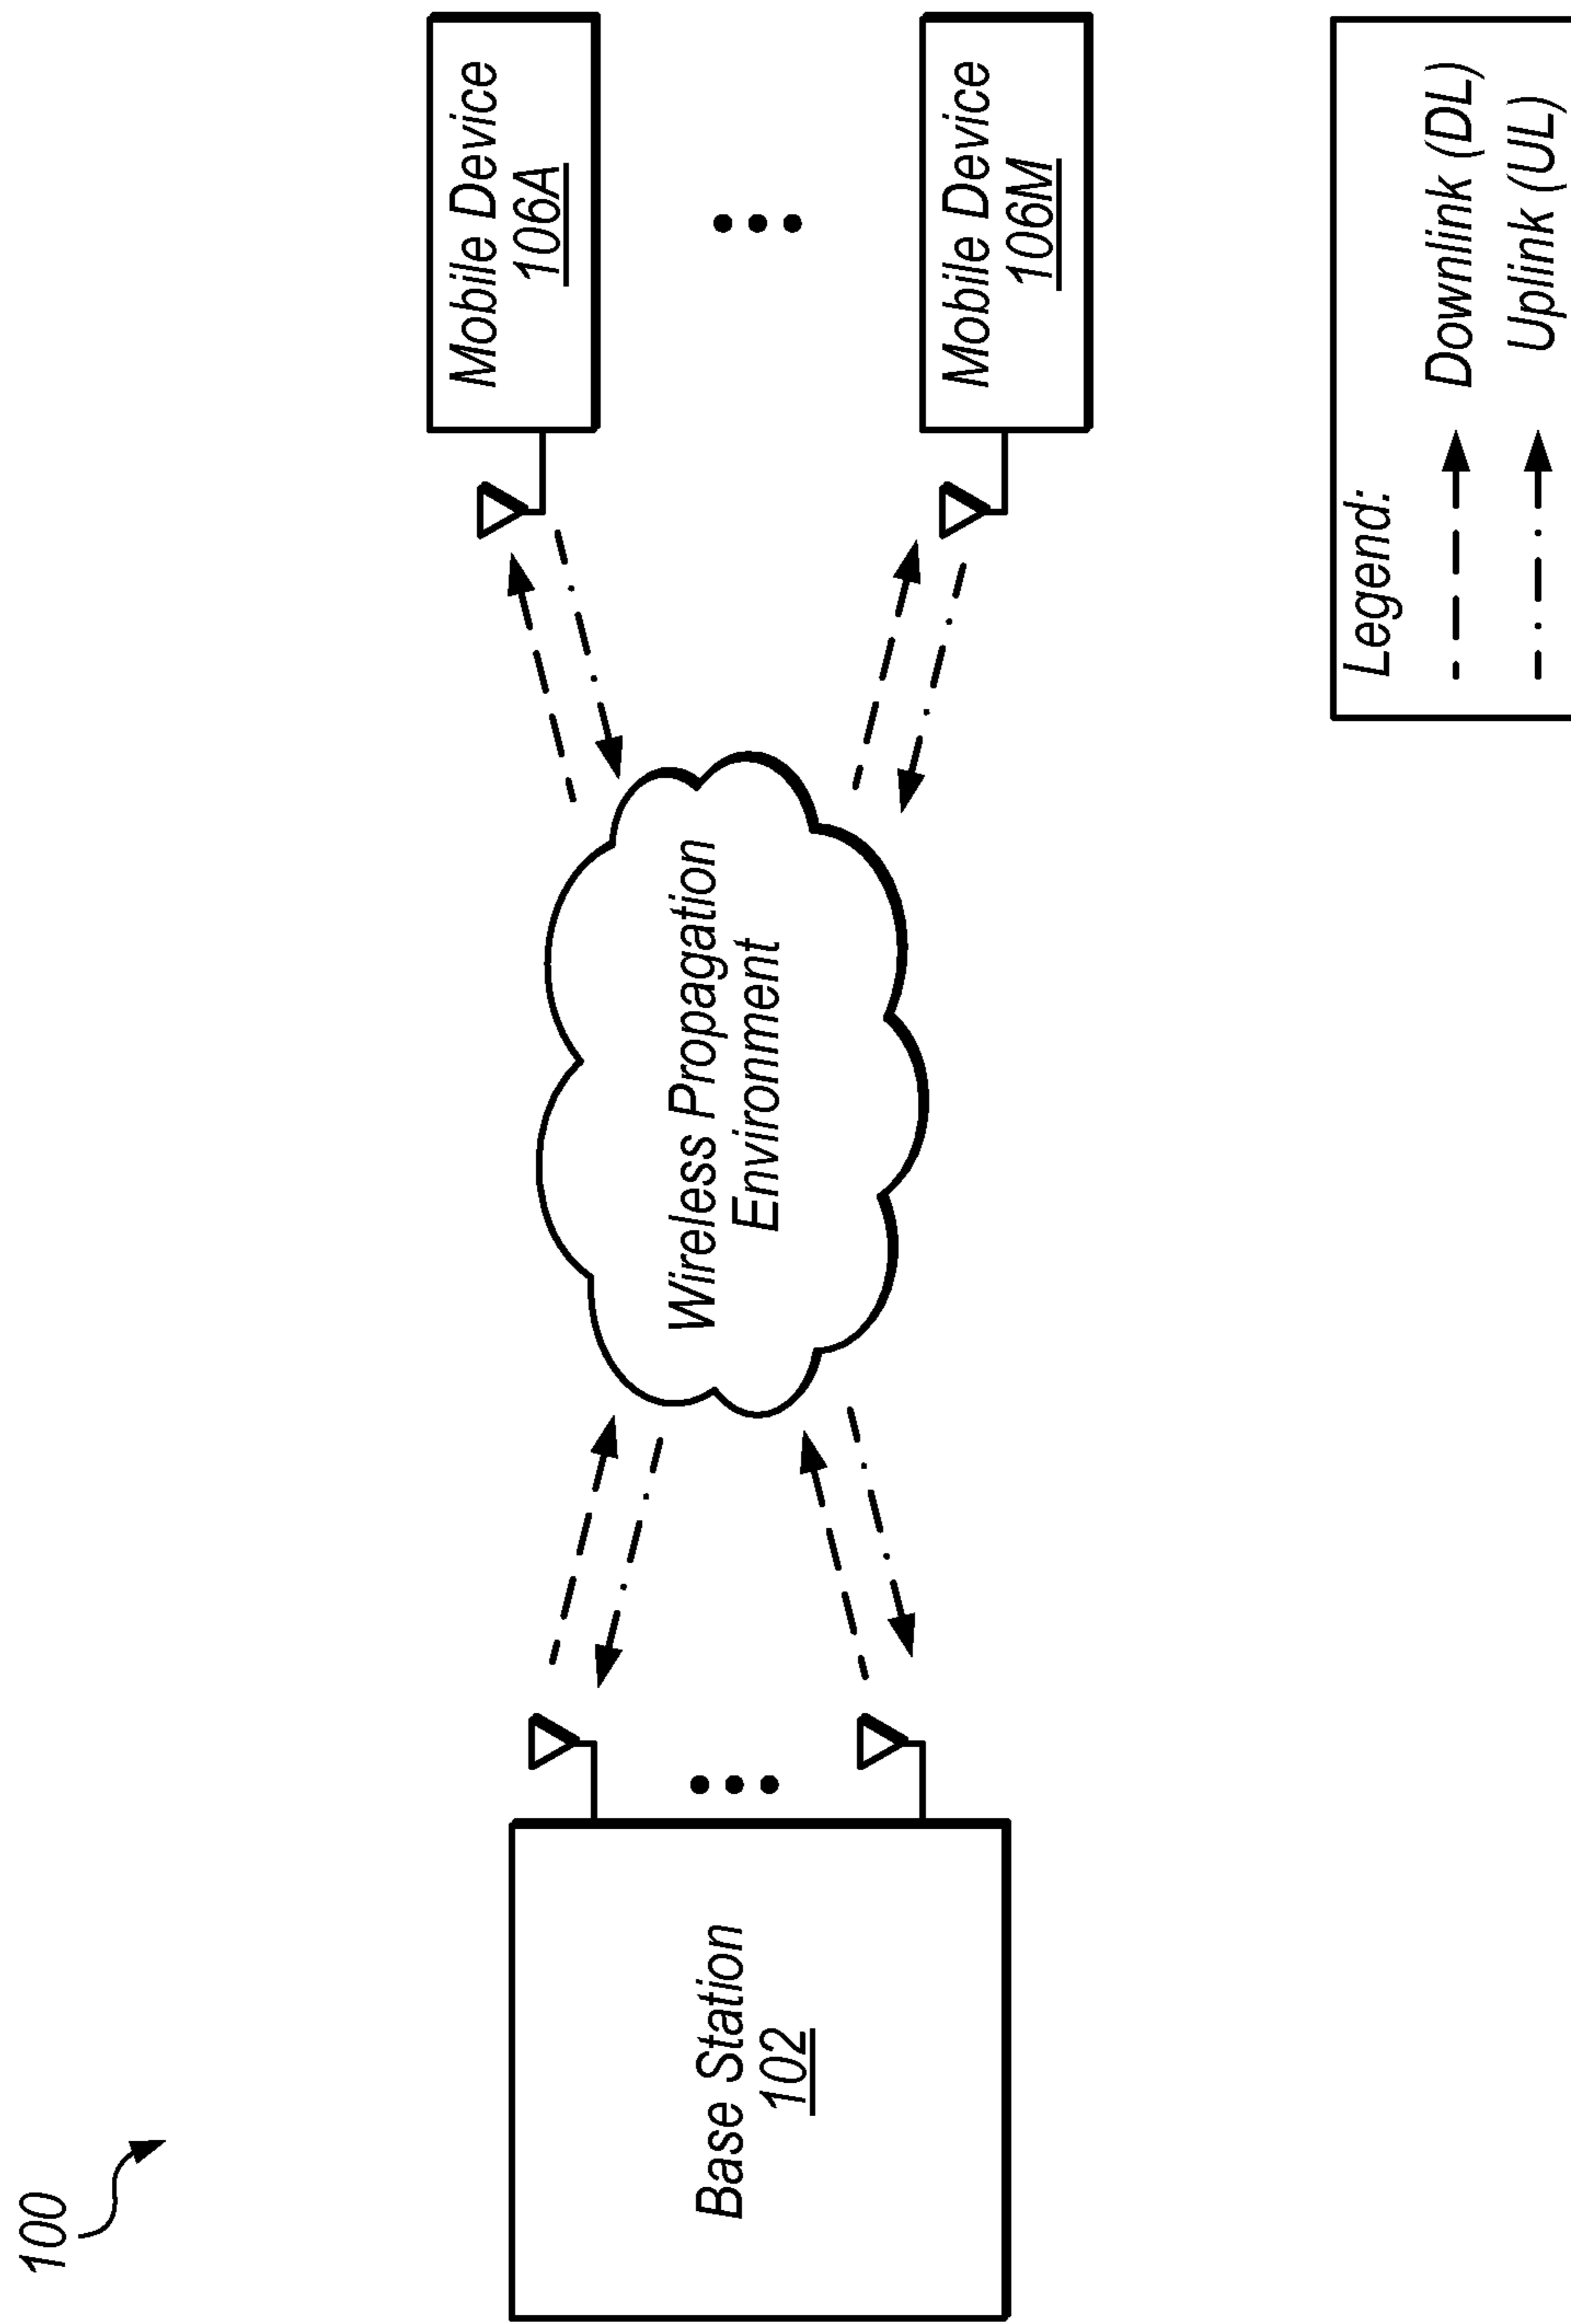 100
Base Station
102
Wireless Propagation
Environment
Mobile Device
106A
Mobile Device
106M
Legend:
Downlink (DL)
Uplink (UL)